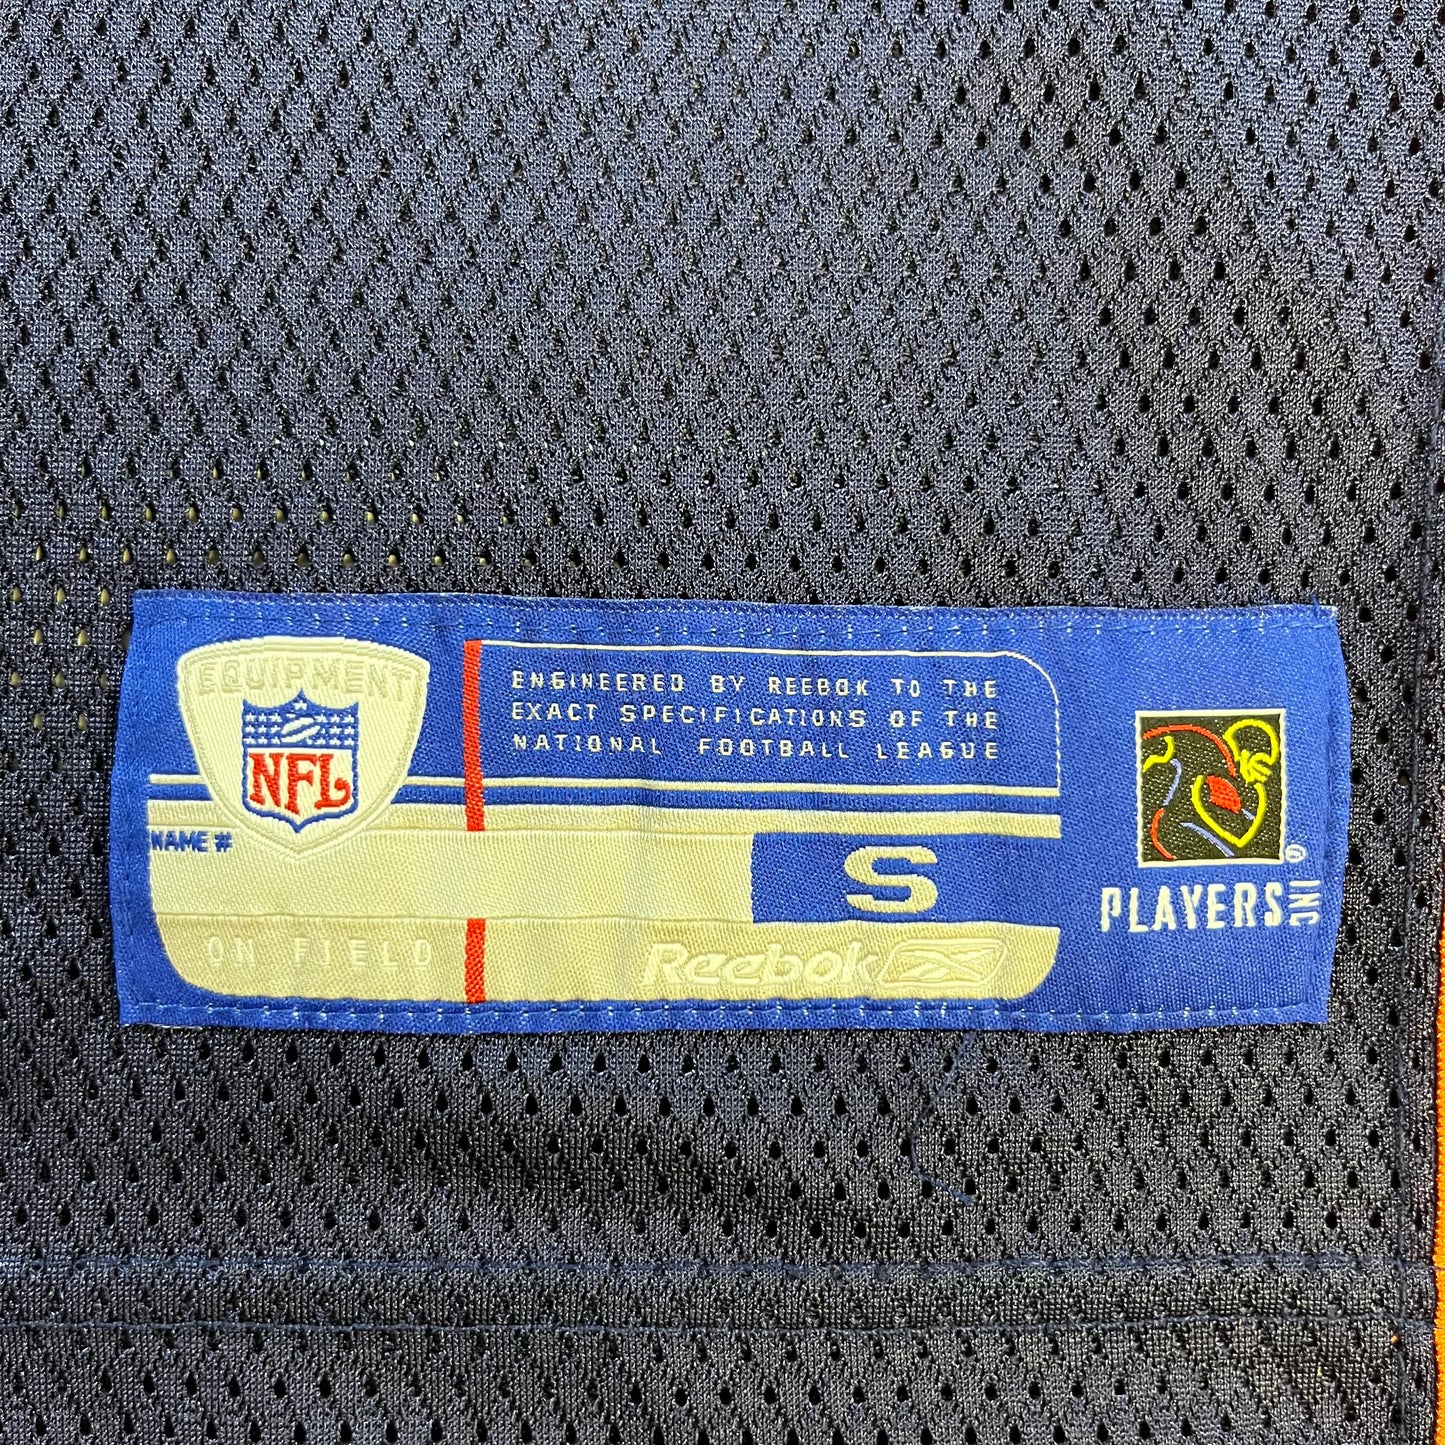 EQUIPMENT
NFL
ENGINEERED BY REEBOK TO THE
EXACT SPECIFICATIONS OF THE
NATIONAL FOOTBALL LEAGUE
NAME #
S
ON FIELD
Reebok
PLAYERS INC ®